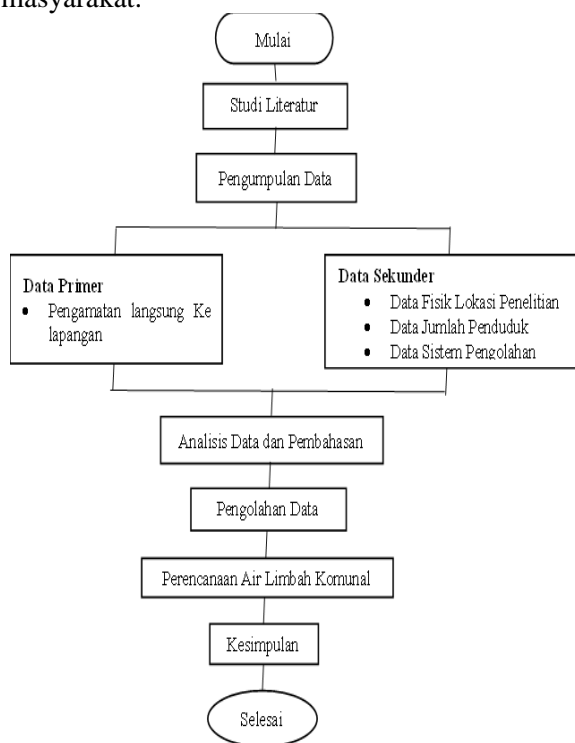 masyarakat.
Mulai
Studi Literatur
Pengumpulan Data
Data Primer
• Pengamatan langsung Ke
lapangan
Data Sekunder
• Data Fisik Lokasi Penelitian
• Data Jumlah Penduduk
• Data Sistem Pengolahan
Analisis Data dan Pembahasan
Pengolahan Data
Perencanaan Air Limbah Komunal
Kesimpulan
Selesai